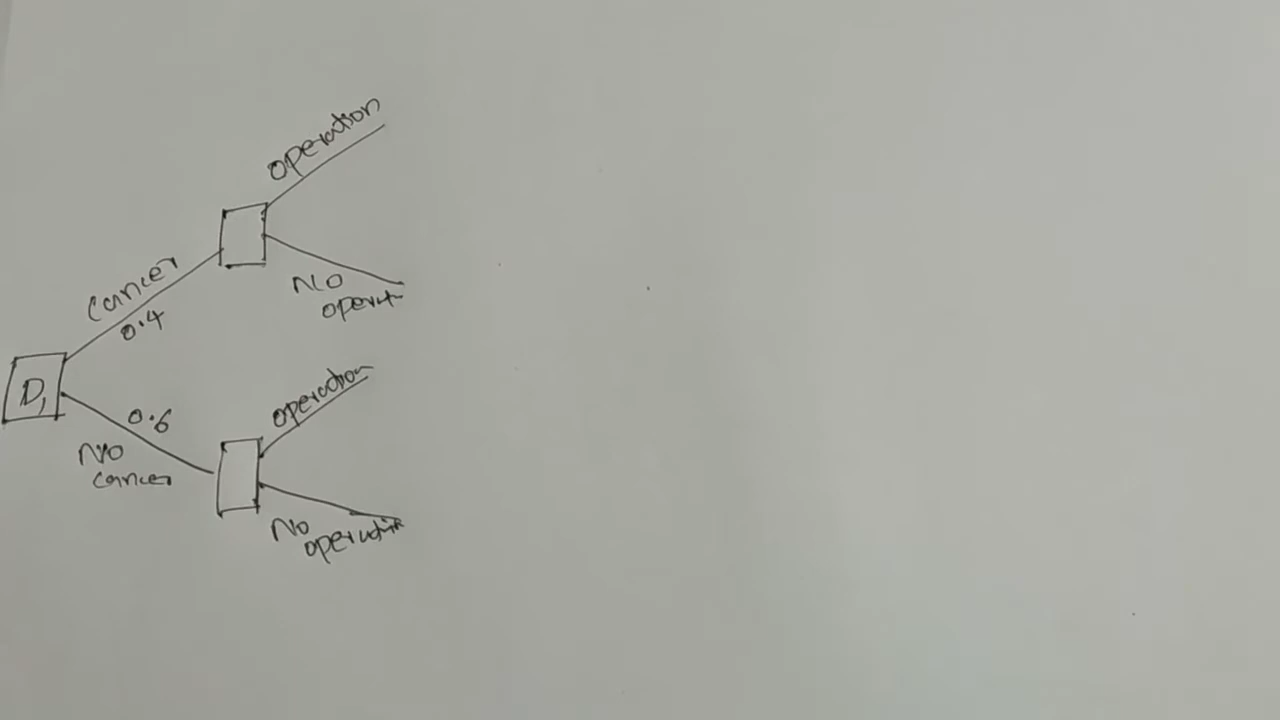 operation
Cancer
0.4
No
operat
D1
0.6
No
cancer
operation
No
operation